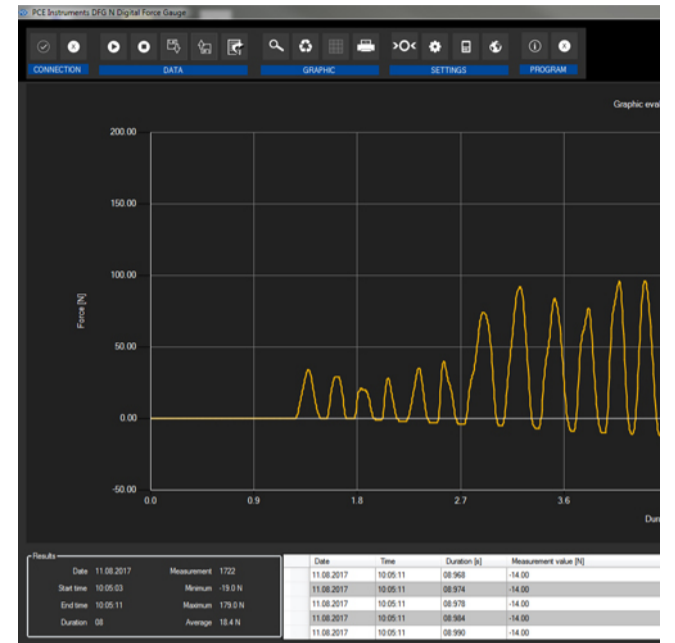 PCE Instruments DFG N Digital Force Gauge
CONNECTION DATA GRAPHIC SETTINGS PROGRAM
Graphic eval
200.00
150.00
100.00
Force [N]
50.00
0.00
-50.00
0.0 0.9 1.8 2.7 3.6
Dura
Results
Date 11.08.2017 Measurement 1722
Start time 10:05:03 Minimum -19.0 N
End time 10:05:11 Maximum 179.0 N
Duration 08 Average 18.4 N
Date Time Duration [s] Measurement value [N]
11.08.2017 10:05:11 08:968 -14.00
11.08.2017 10:05:11 08:974 -14.00
11.08.2017 10:05:11 08:978 -14.00
11.08.2017 10:05:11 08:984 -14.00
11.08.2017 10:05:11 08:990 -14.00